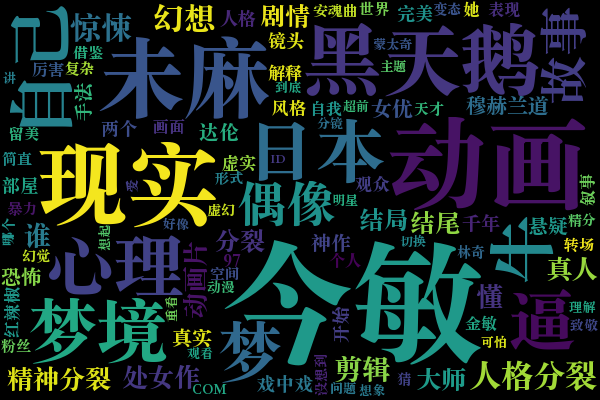 幻想 剧情 人格 安魂曲 世界 完美 变态 她 表现
惊悚 镜头 蒙太奇
借鉴 未麻 黑天鹅 故事
自己 厉害 复杂 解释 到底 主题
手法 风格 自我 超前 女优 天才 穆赫兰道
留美 两个 画面 达伦 分镜
简直 现实 虚实 日本 ID 动画
部屋 变 形式 观众 叙事
暴力 虚幻 偶像 明星 精分
哪个 谁 想起 好像 结局 结尾 千年 牛 悬疑
幻觉 心理 分裂 神作 切换 林奇 转场
恐怖 动画片 97 个人 真人
红辣椒 空间 今敏 懂 逼 理解
梦境 重看 动漫 开始 金敏 致敬
粉丝 真实 梦 可怕
观看 没想到 剪辑
精神分裂 处女作 戏中戏 问题 猜 大师 人格分裂
COM 想象
讲